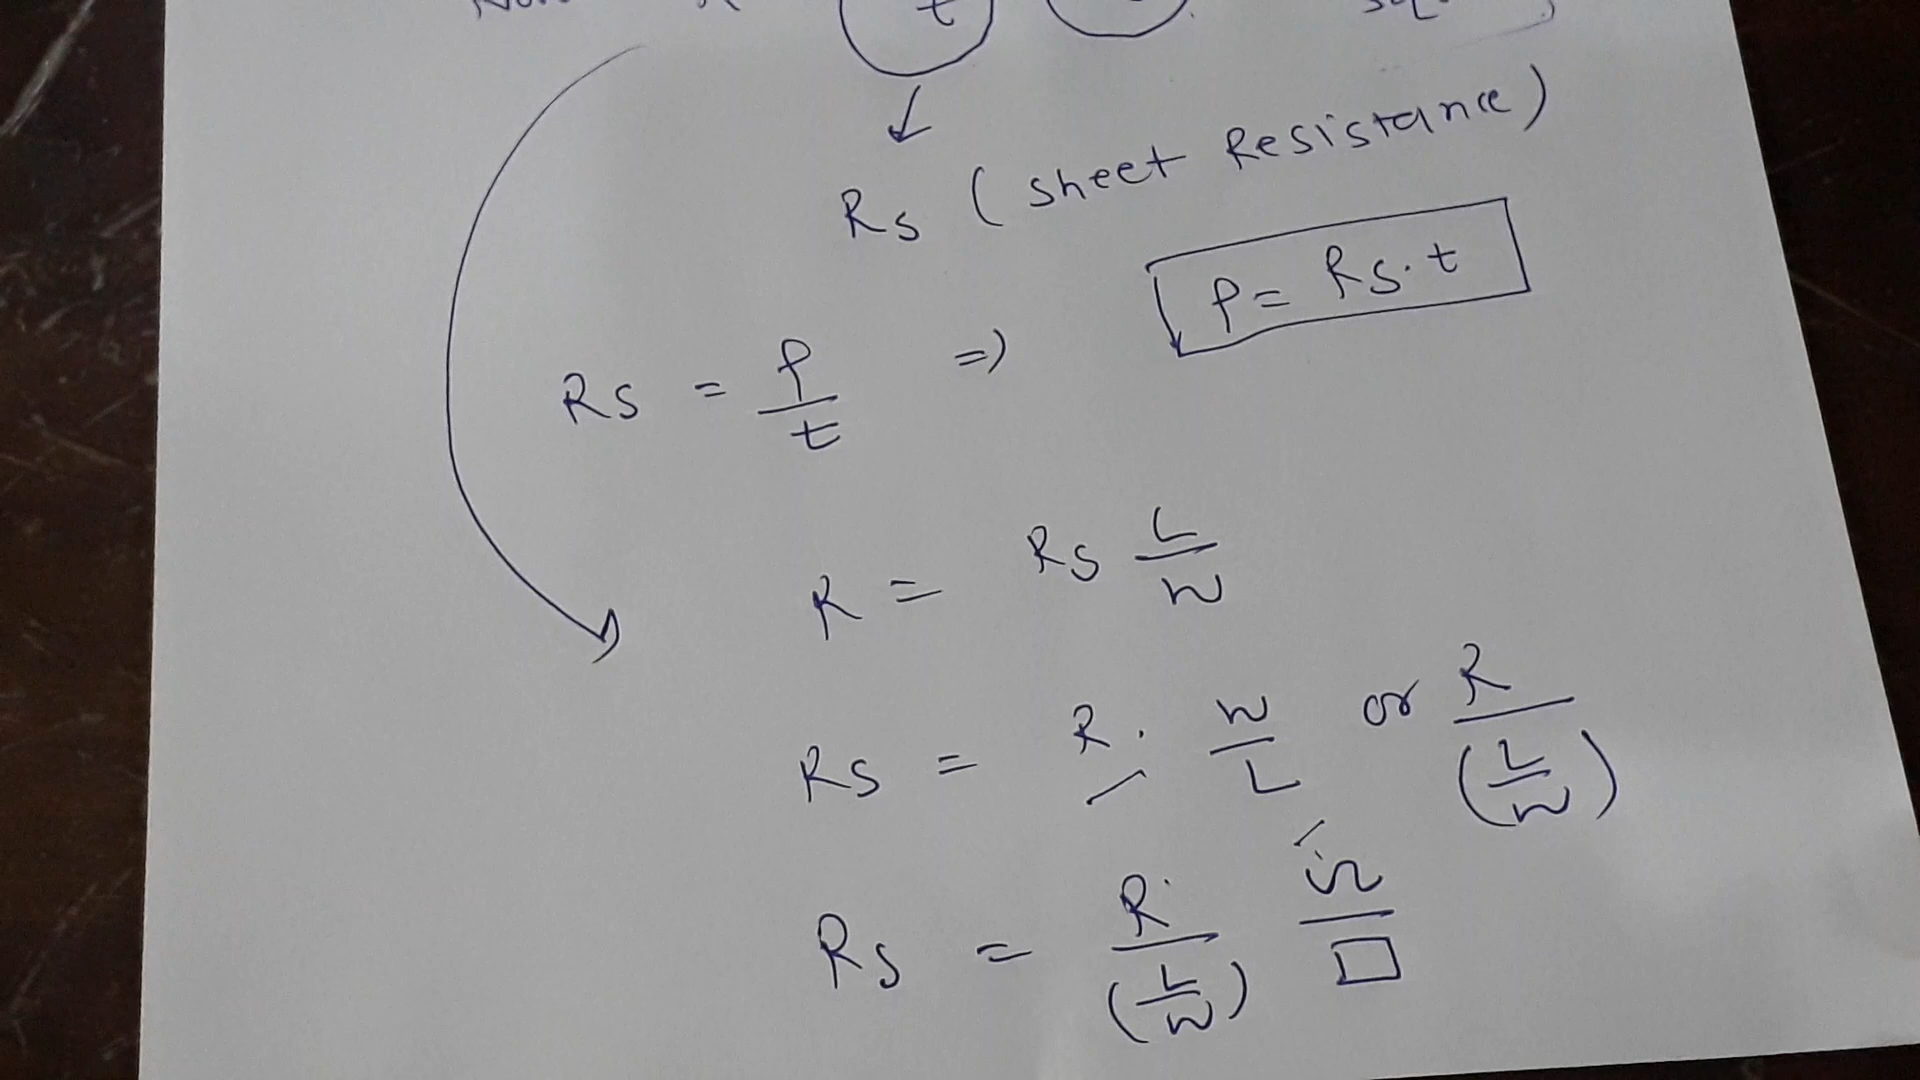 t
Rs (Sheet Resistance)
ρ = Rs . t
Rs = ρ/t =>
R = Rs L/W
Rs = R . W/L or R/(L/W)
Rs = R/(L/W) Ω/□